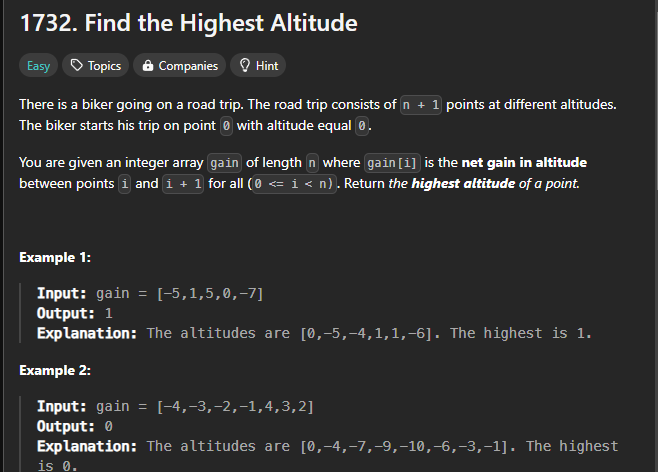 1732. Find the Highest Altitude
Easy Topics Companies Hint
There is a biker going on a road trip. The road trip consists of n + 1 points at different altitudes.
The biker starts his trip on point 0 with altitude equal 0.
You are given an integer array gain of length n where gain[i] is the net gain in altitude
between points i and i + 1 for all (0 <= i < n). Return the highest altitude of a point.
Example 1:
Input: gain = [-5,1,5,0,-7]
Output: 1
Explanation: The altitudes are [0,-5,-4,1,1,-6]. The highest is 1.
Example 2:
Input: gain = [-4,-3,-2,-1,4,3,2]
Output: 0
Explanation: The altitudes are [0,-4,-7,-9,-10,-6,-3,-1]. The highest
is 0.